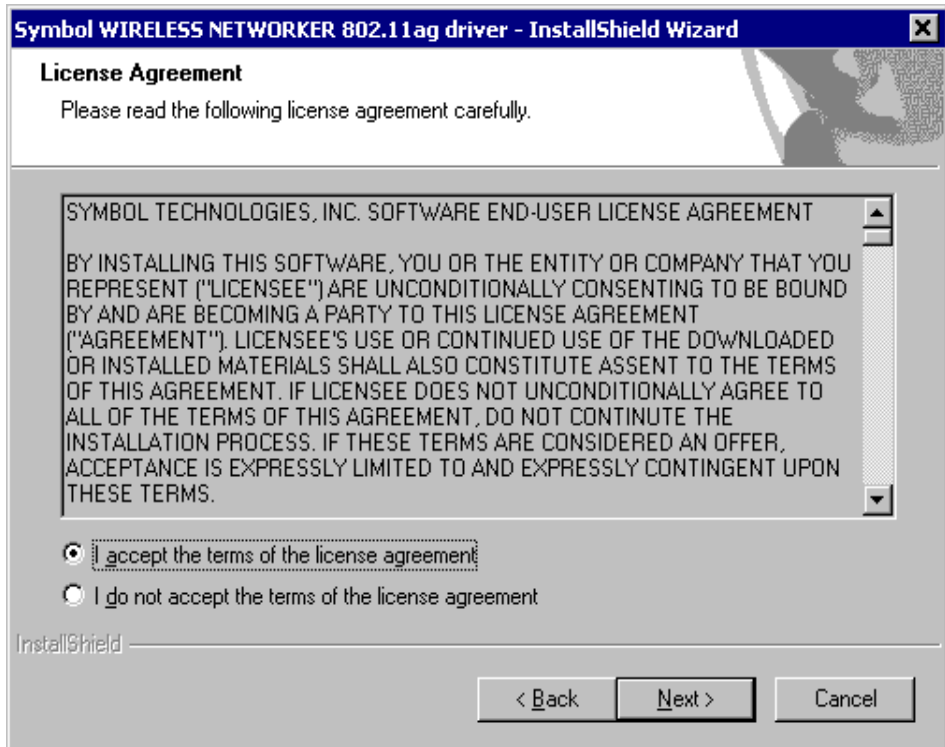 Symbol WIRELESS NETWORKER 802.11ag driver - InstallShield Wizard
License Agreement
Please read the following license agreement carefully.
SYMBOL TECHNOLOGIES, INC. SOFTWARE END-USER LICENSE AGREEMENT
BY INSTALLING THIS SOFTWARE, YOU OR THE ENTITY OR COMPANY THAT YOU
REPRESENT ("LICENSEE") ARE UNCONDITIONALLY CONSENTING TO BE BOUND
BY AND ARE BECOMING A PARTY TO THIS LICENSE AGREEMENT
("AGREEMENT"). LICENSEE'S USE OR CONTINUED USE OF THE DOWNLOADED
OR INSTALLED MATERIALS SHALL ALSO CONSTITUTE ASSENT TO THE TERMS
OF THIS AGREEMENT. IF LICENSEE DOES NOT UNCONDITIONALLY AGREE TO
ALL OF THE TERMS OF THIS AGREEMENT, DO NOT CONTINUTE THE
INSTALLATION PROCESS. IF THESE TERMS ARE CONSIDERED AN OFFER,
ACCEPTANCE IS EXPRESSLY LIMITED TO AND EXPRESSLY CONTINGENT UPON
THESE TERMS.
I accept the terms of the license agreement
I do not accept the terms of the license agreement
InstallShield
< Back
Next >
Cancel